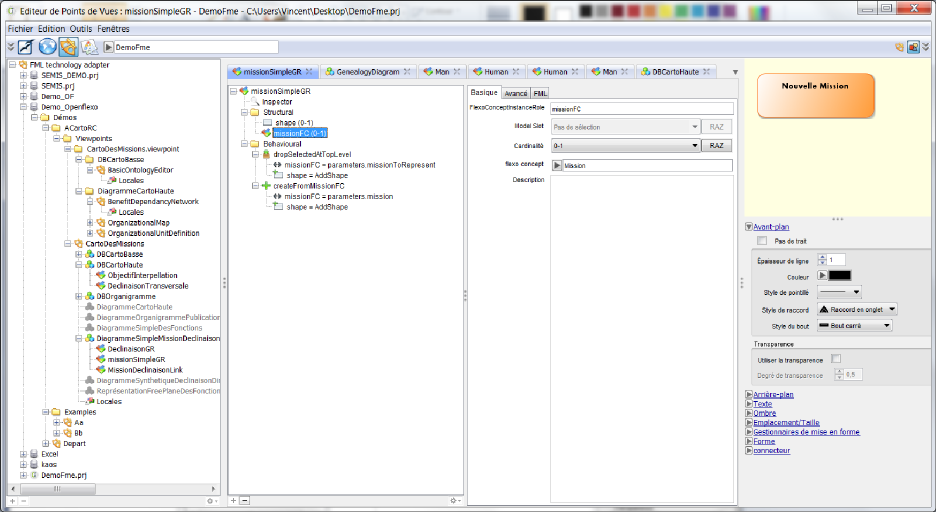 Editeur de Points de Vues : missionSimpleGR - DemoFme - C:\Users\Vincent\Desktop\DemoFme.prj
Fichier Edition Outils Fenêtres
DemoFme
FML technology adapter
SEMIS_DEMO.prj
SEMIS.prj
Demo_OF
Demo_Openflexo
Démos
ACartoRC
Viewpoints
CartoDesMissions.viewpoint
DBCartoBasse
BasicOntologyEditor
Locales
DiagrammeCartoHaute
BenefitDependancyNetwork
Locales
OrganizationalMap
OrganizationalUnitDefinition
CartoDesMissions
DBCartoBasse
DBCartoHaute
ObjectifInterpellation
DeclinaisonTransversale
DBOrganigramme
DiagrammeCartoHaute
DiagrammeOrganigrammePublication
DiagrammeSimpleDesFonctions
DiagrammeSimpleMissionDeclinaison
DeclinaisonGR
missionSimpleGR
MissionDeclinaisonLink
DiagrammeSynthetiqueDeclinaisonDi
ReprésentationFreePlaneDesFonction
Locales
Examples
Aa
Bb
Depart
Excel
kaos
DemoFme.prj
missionSimpleGR GenealogyDiagram Man Human Human Man DBCartoHaute
missionSimpleGR
Inspector
Structural
shape (0-1)
missionFC (0-1)
Behavioural
dropSelectedAtTopLevel
missionFC = parameters.missionToRepresent
shape = AddShape
createFromMissionFC
missionFC = parameters.mission
shape = AddShape
Basique Avancé FML
FlexoConceptInstanceRole missionFC
Model Slot Pas de sélection RAZ
Cardinalité 0-1 RAZ
flexo concept Mission
Description
Nouvelle Mission
Avant-plan
Pas de trait
Épaisseur de ligne 1
Couleur
Style de pointillé
Style de raccord Raccord en onglet
Style du bout Bout carré
Transparence
Utiliser la transparence
Degré de transparence 0,5
Arrière-plan
Texte
Ombre
Emplacement/Taille
Gestionnaires de mise en forme
Forme
connecteur